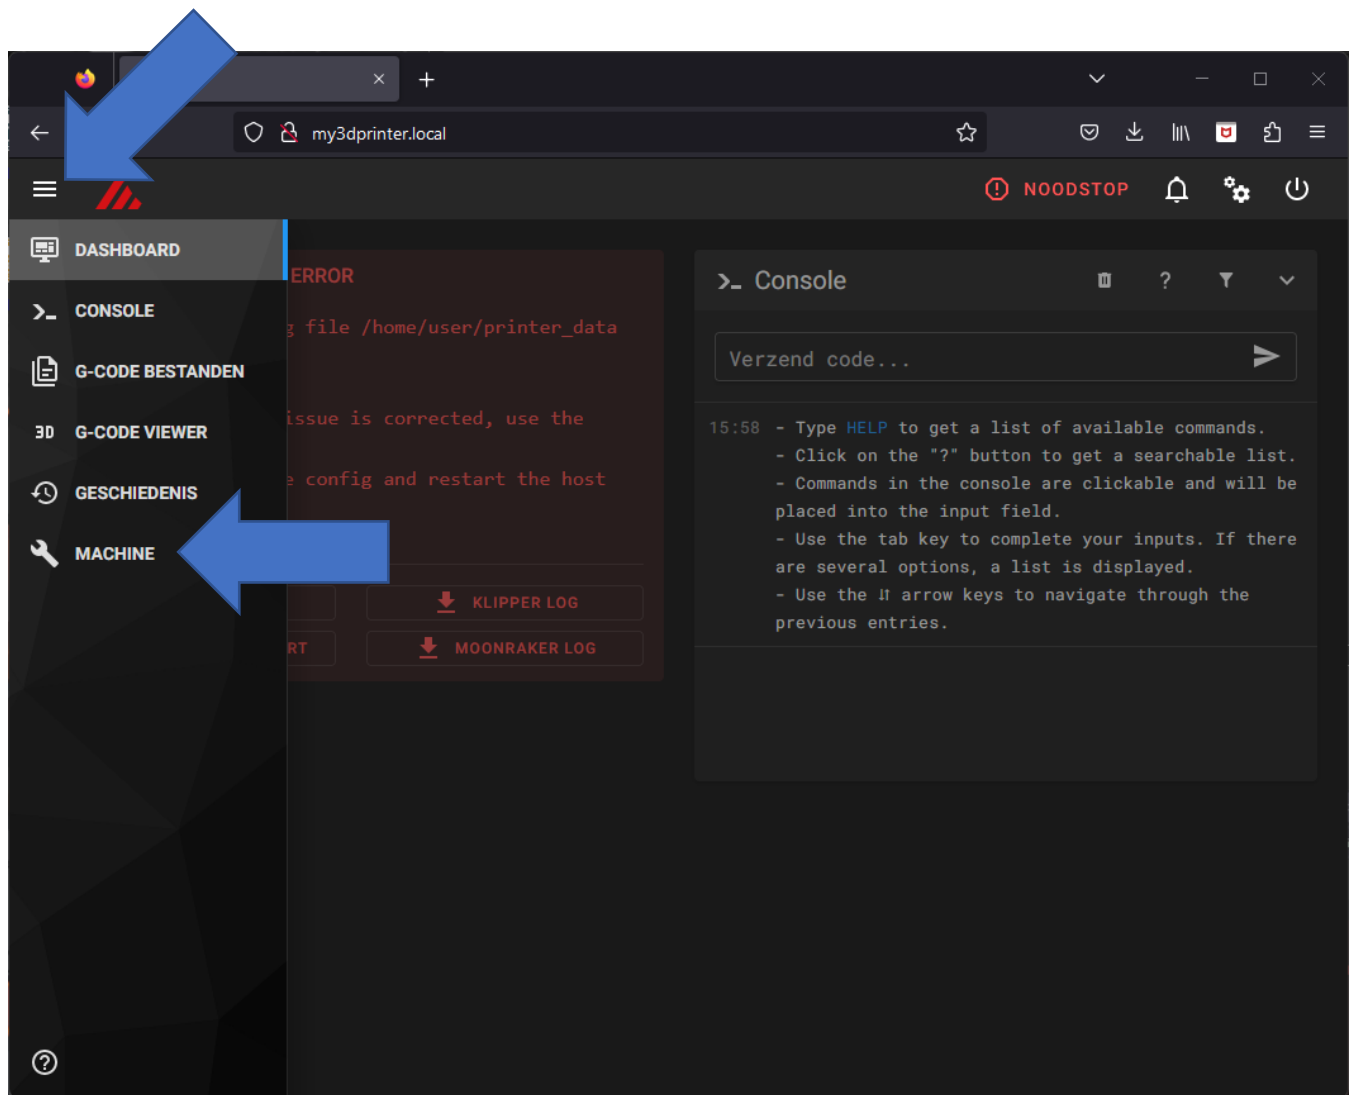 my3dprinter.local
NOODSTOP
DASHBOARD
CONSOLE
G-CODE BESTANDEN
3D G-CODE VIEWER
GESCHIEDENIS
MACHINE
ERROR
file /home/user/printer_data
issue is corrected, use the
config and restart the host
KLIPPER LOG
MOONRAKER LOG
>_ Console
?
Verzend code...
15:58 - Type HELP to get a list of available commands.
- Click on the "?" button to get a searchable list.
- Commands in the console are clickable and will be
placed into the input field.
- Use the tab key to complete your inputs. If there
are several options, a list is displayed.
- Use the ⇅ arrow keys to navigate through the
previous entries.